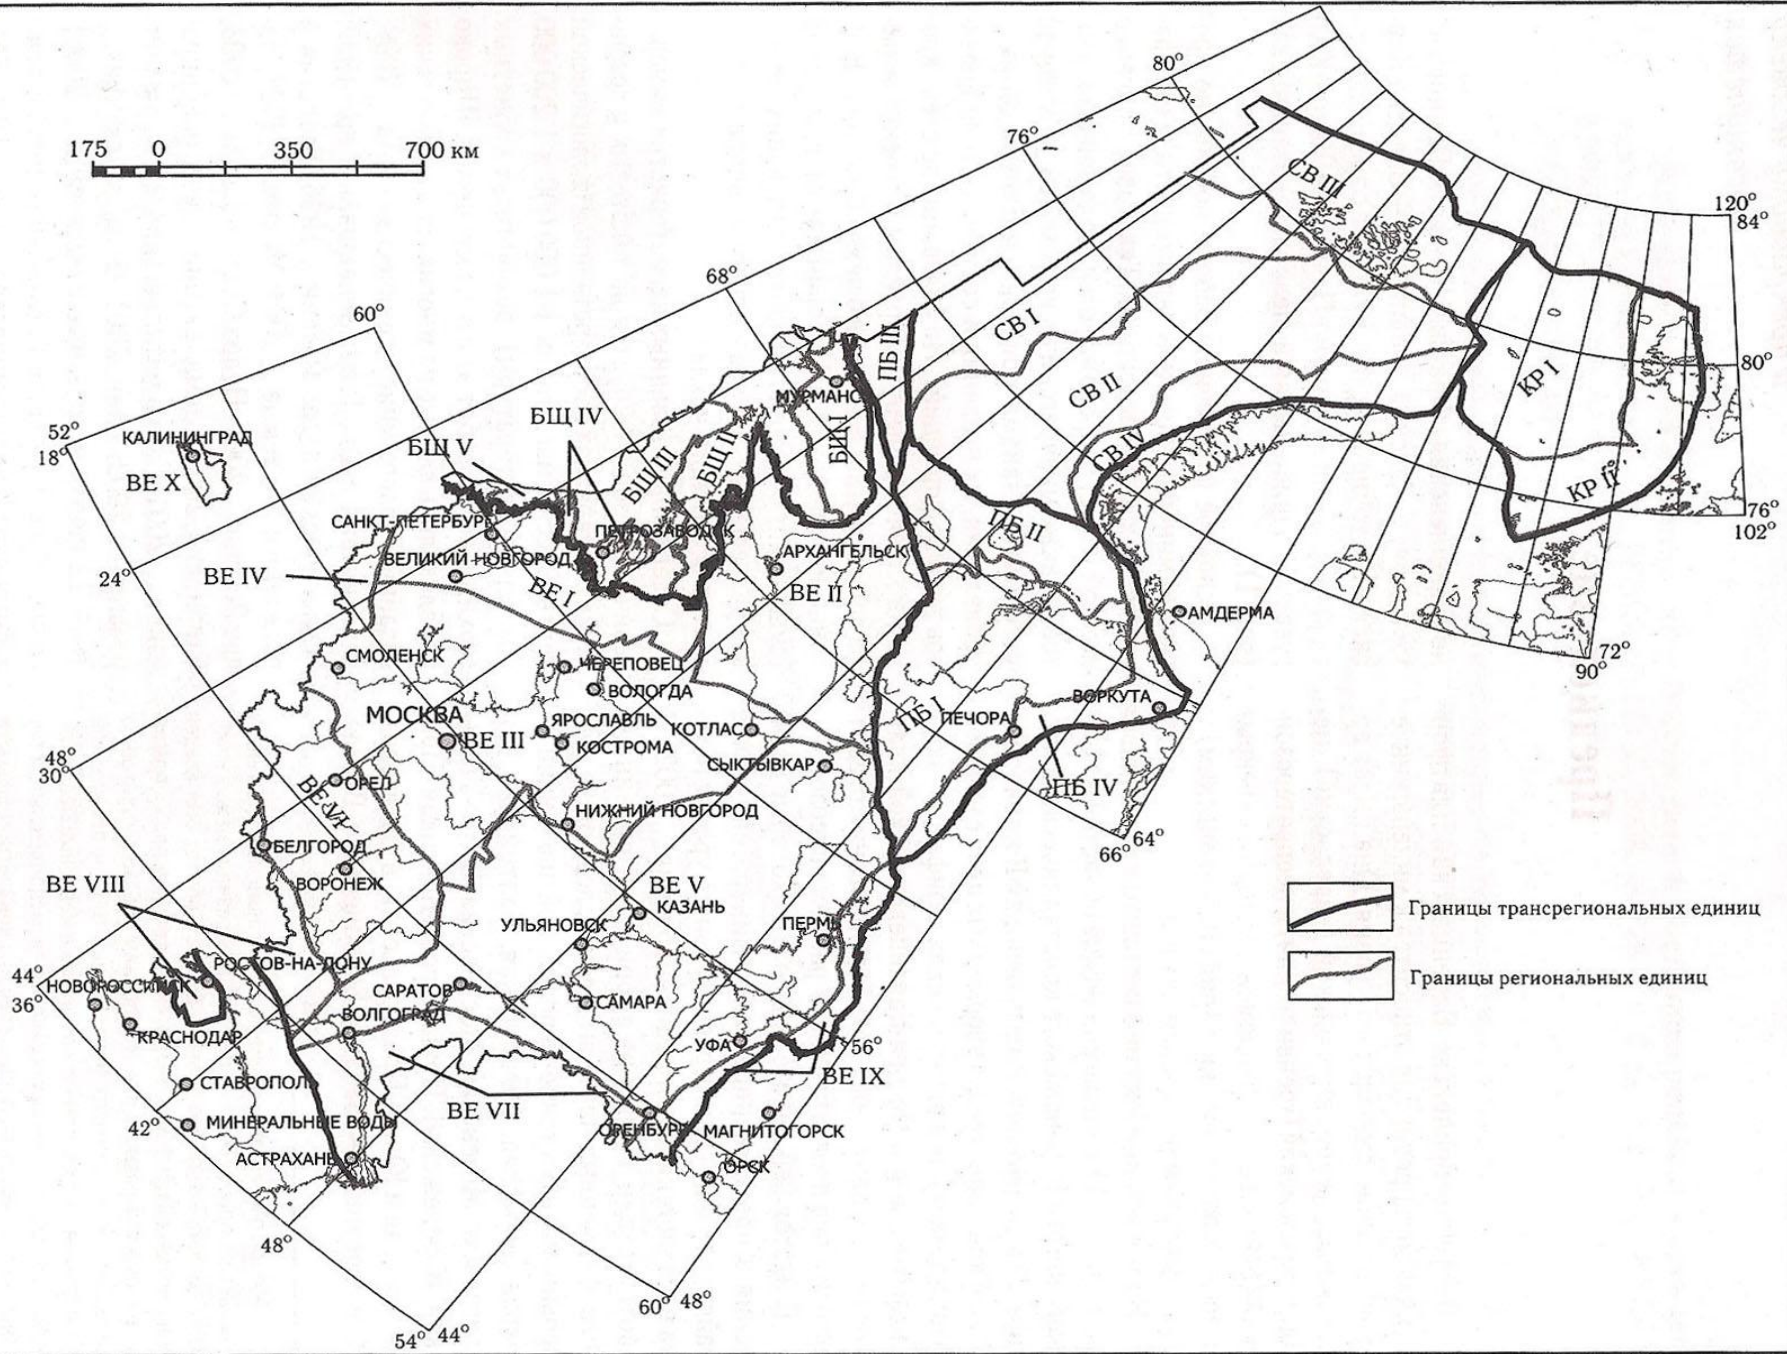 80°
76°
120°
84°
175 0 350 700 км
СВ III
68°
60°
СВ I
ПБ III
КР I
80°
СВ II
МУРМАНСК
БЩ IV
52°
18°
КАЛИНИНГРАД
ВЕ X
БЩ V
БЩ III
БЩ II
БЩ I
СВ IV
КР II
76°
102°
САНКТ-ПЕТЕРБУРГ
ПЕТРОЗАВОДСК
ПБ II
ВЕЛИКИЙ НОВГОРОД
АРХАНГЕЛЬСК
24°
ВЕ IV
ВЕ I
ВЕ II
АМДЕРМА
СМОЛЕНСК
ЧЕРЕПОВЕЦ
72°
90°
ВОЛОГДА
ВОРКУТА
МОСКВА
ЯРОСЛАВЛЬ
КОТЛАС
ПБ I
ПЕЧОРА
ВЕ III
КОСТРОМА
48°
30°
СЫКТЫВКАР
ОРЕЛ
ВЕ VI
ПБ IV
НИЖНИЙ НОВГОРОД
64°
66°
БЕЛГОРОД
ВОРОНЕЖ
ВЕ VIII
ВЕ V
КАЗАНЬ
Границы трансрегиональных единиц
УЛЬЯНОВСК
ПЕРМЬ
РОСТОВ-НА-ДОНУ
44°
36°
НОВОРОССИЙСК
САРАТОВ
САМАРА
Границы региональных единиц
ВОЛГОГРАД
КРАСНОДАР
УФА
56°
СТАВРОПОЛЬ
ВЕ IX
ВЕ VII
42°
МИНЕРАЛЬНЫЕ ВОДЫ
ОРЕНБУРГ
МАГНИТОГОРСК
АСТРАХАНЬ
ОРСК
48°
60°
48°
54°
44°